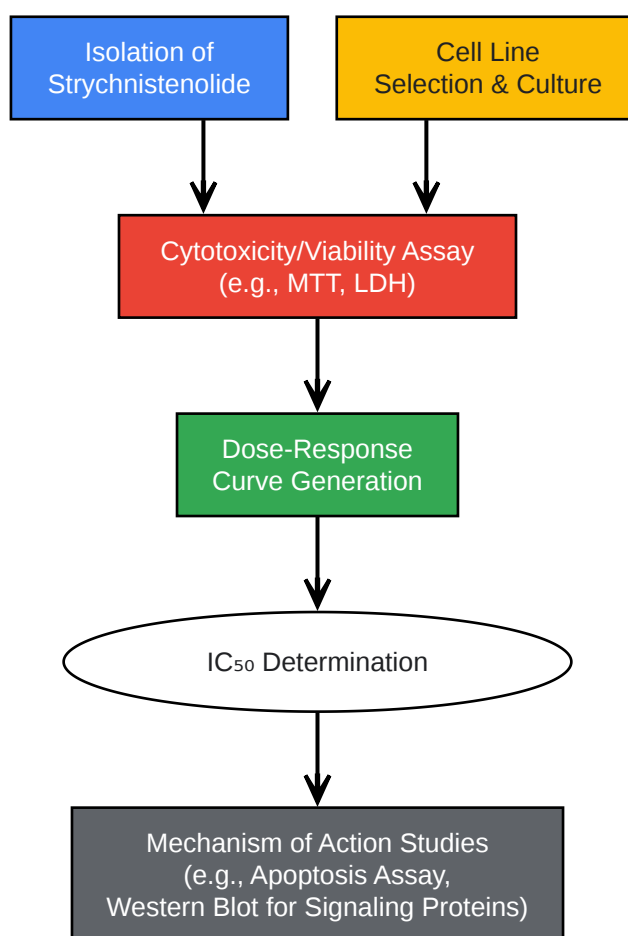 Isolation of
Strychnistenolide
Cell Line
Selection & Culture
Cytotoxicity/Viability Assay
(e.g., MTT, LDH)
Dose-Response
Curve Generation
IC₅₀ Determination
Mechanism of Action Studies
(e.g., Apoptosis Assay,
Western Blot for Signaling Proteins)